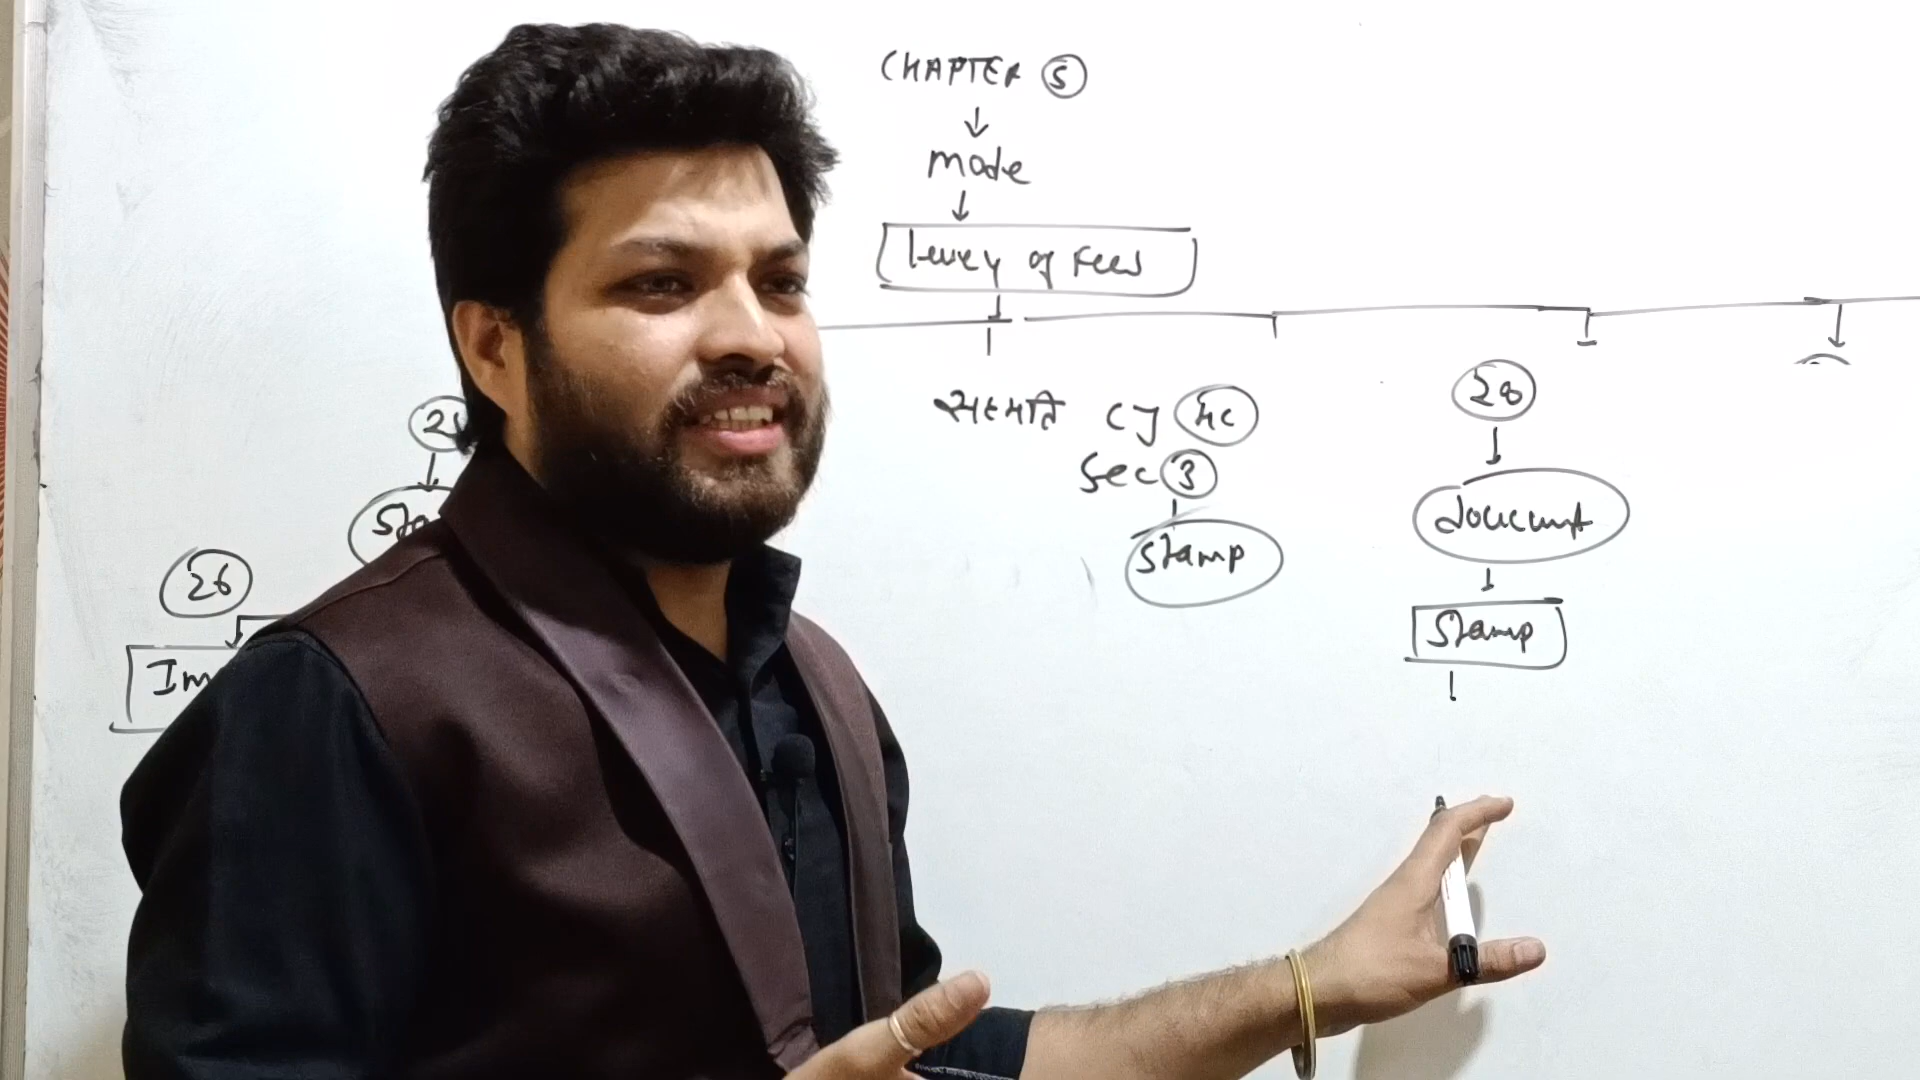 CHAPTER 5
mode
levey of Fees
सहमति CJ HC
Sec 3
Stamp
28
document
Stamp
26